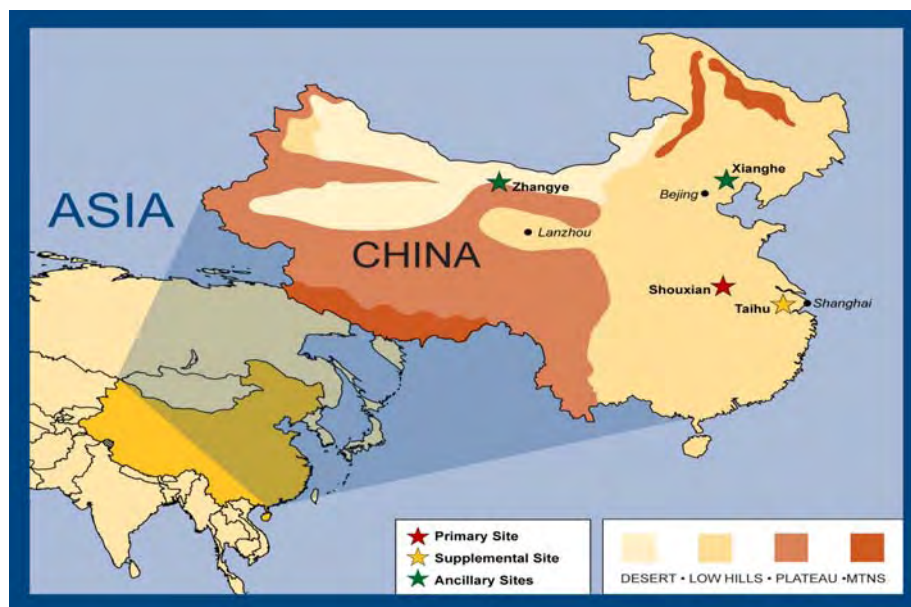 ASIA
CHINA
Zhangye
Lanzhou
Xianghe
Bejing
Shouxian
Taihu
Shanghai
Primary Site
Supplemental Site
Ancillary Sites
DESERT • LOW HILLS • PLATEAU •MTNS